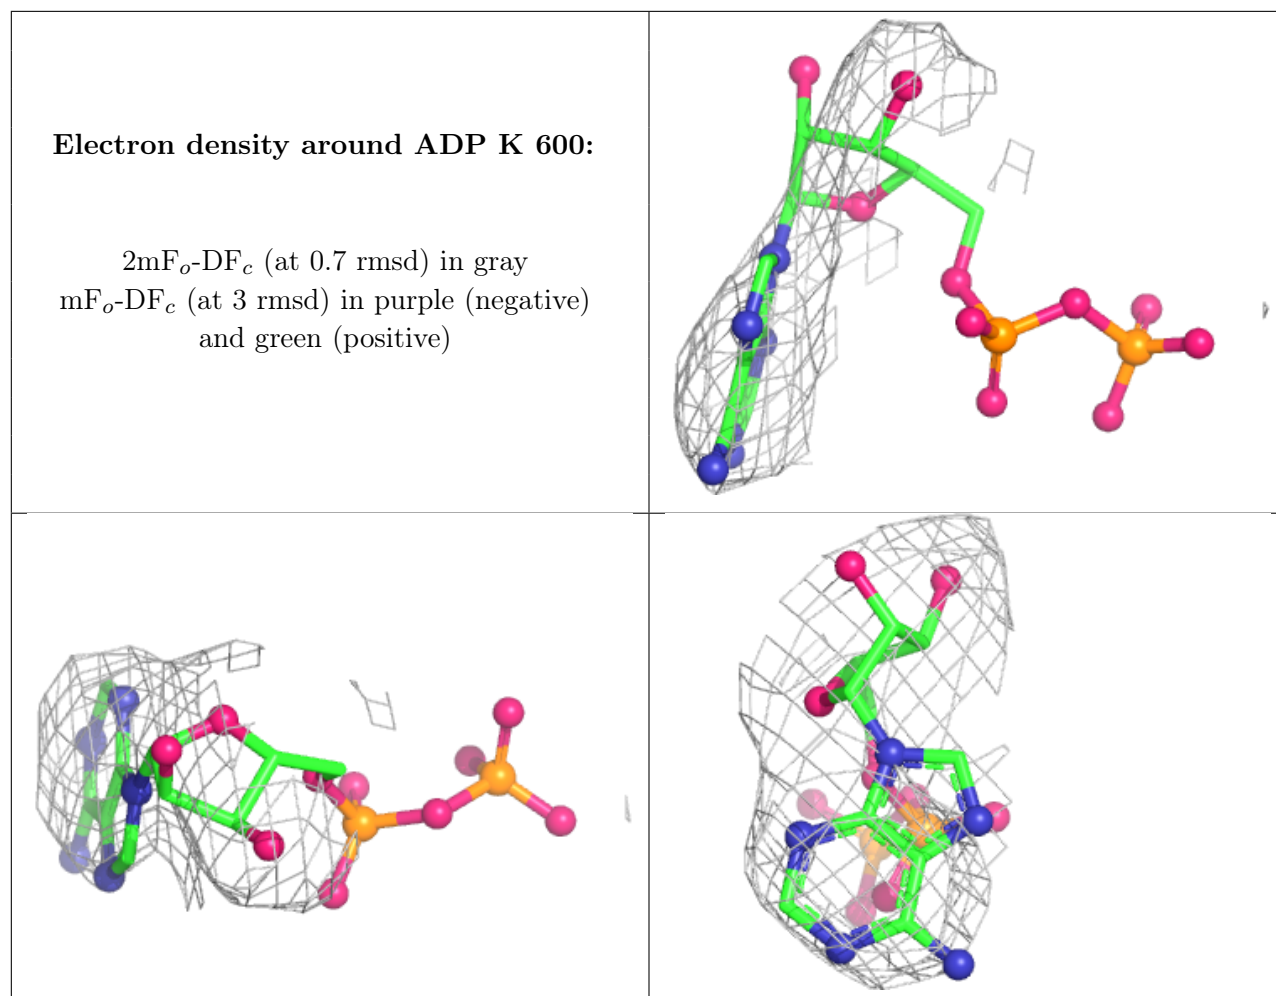 Electron density around ADP K 600:
2mFo-DFc (at 0.7 rmsd) in gray
mFo-DFc (at 3 rmsd) in purple (negative)
and green (positive)